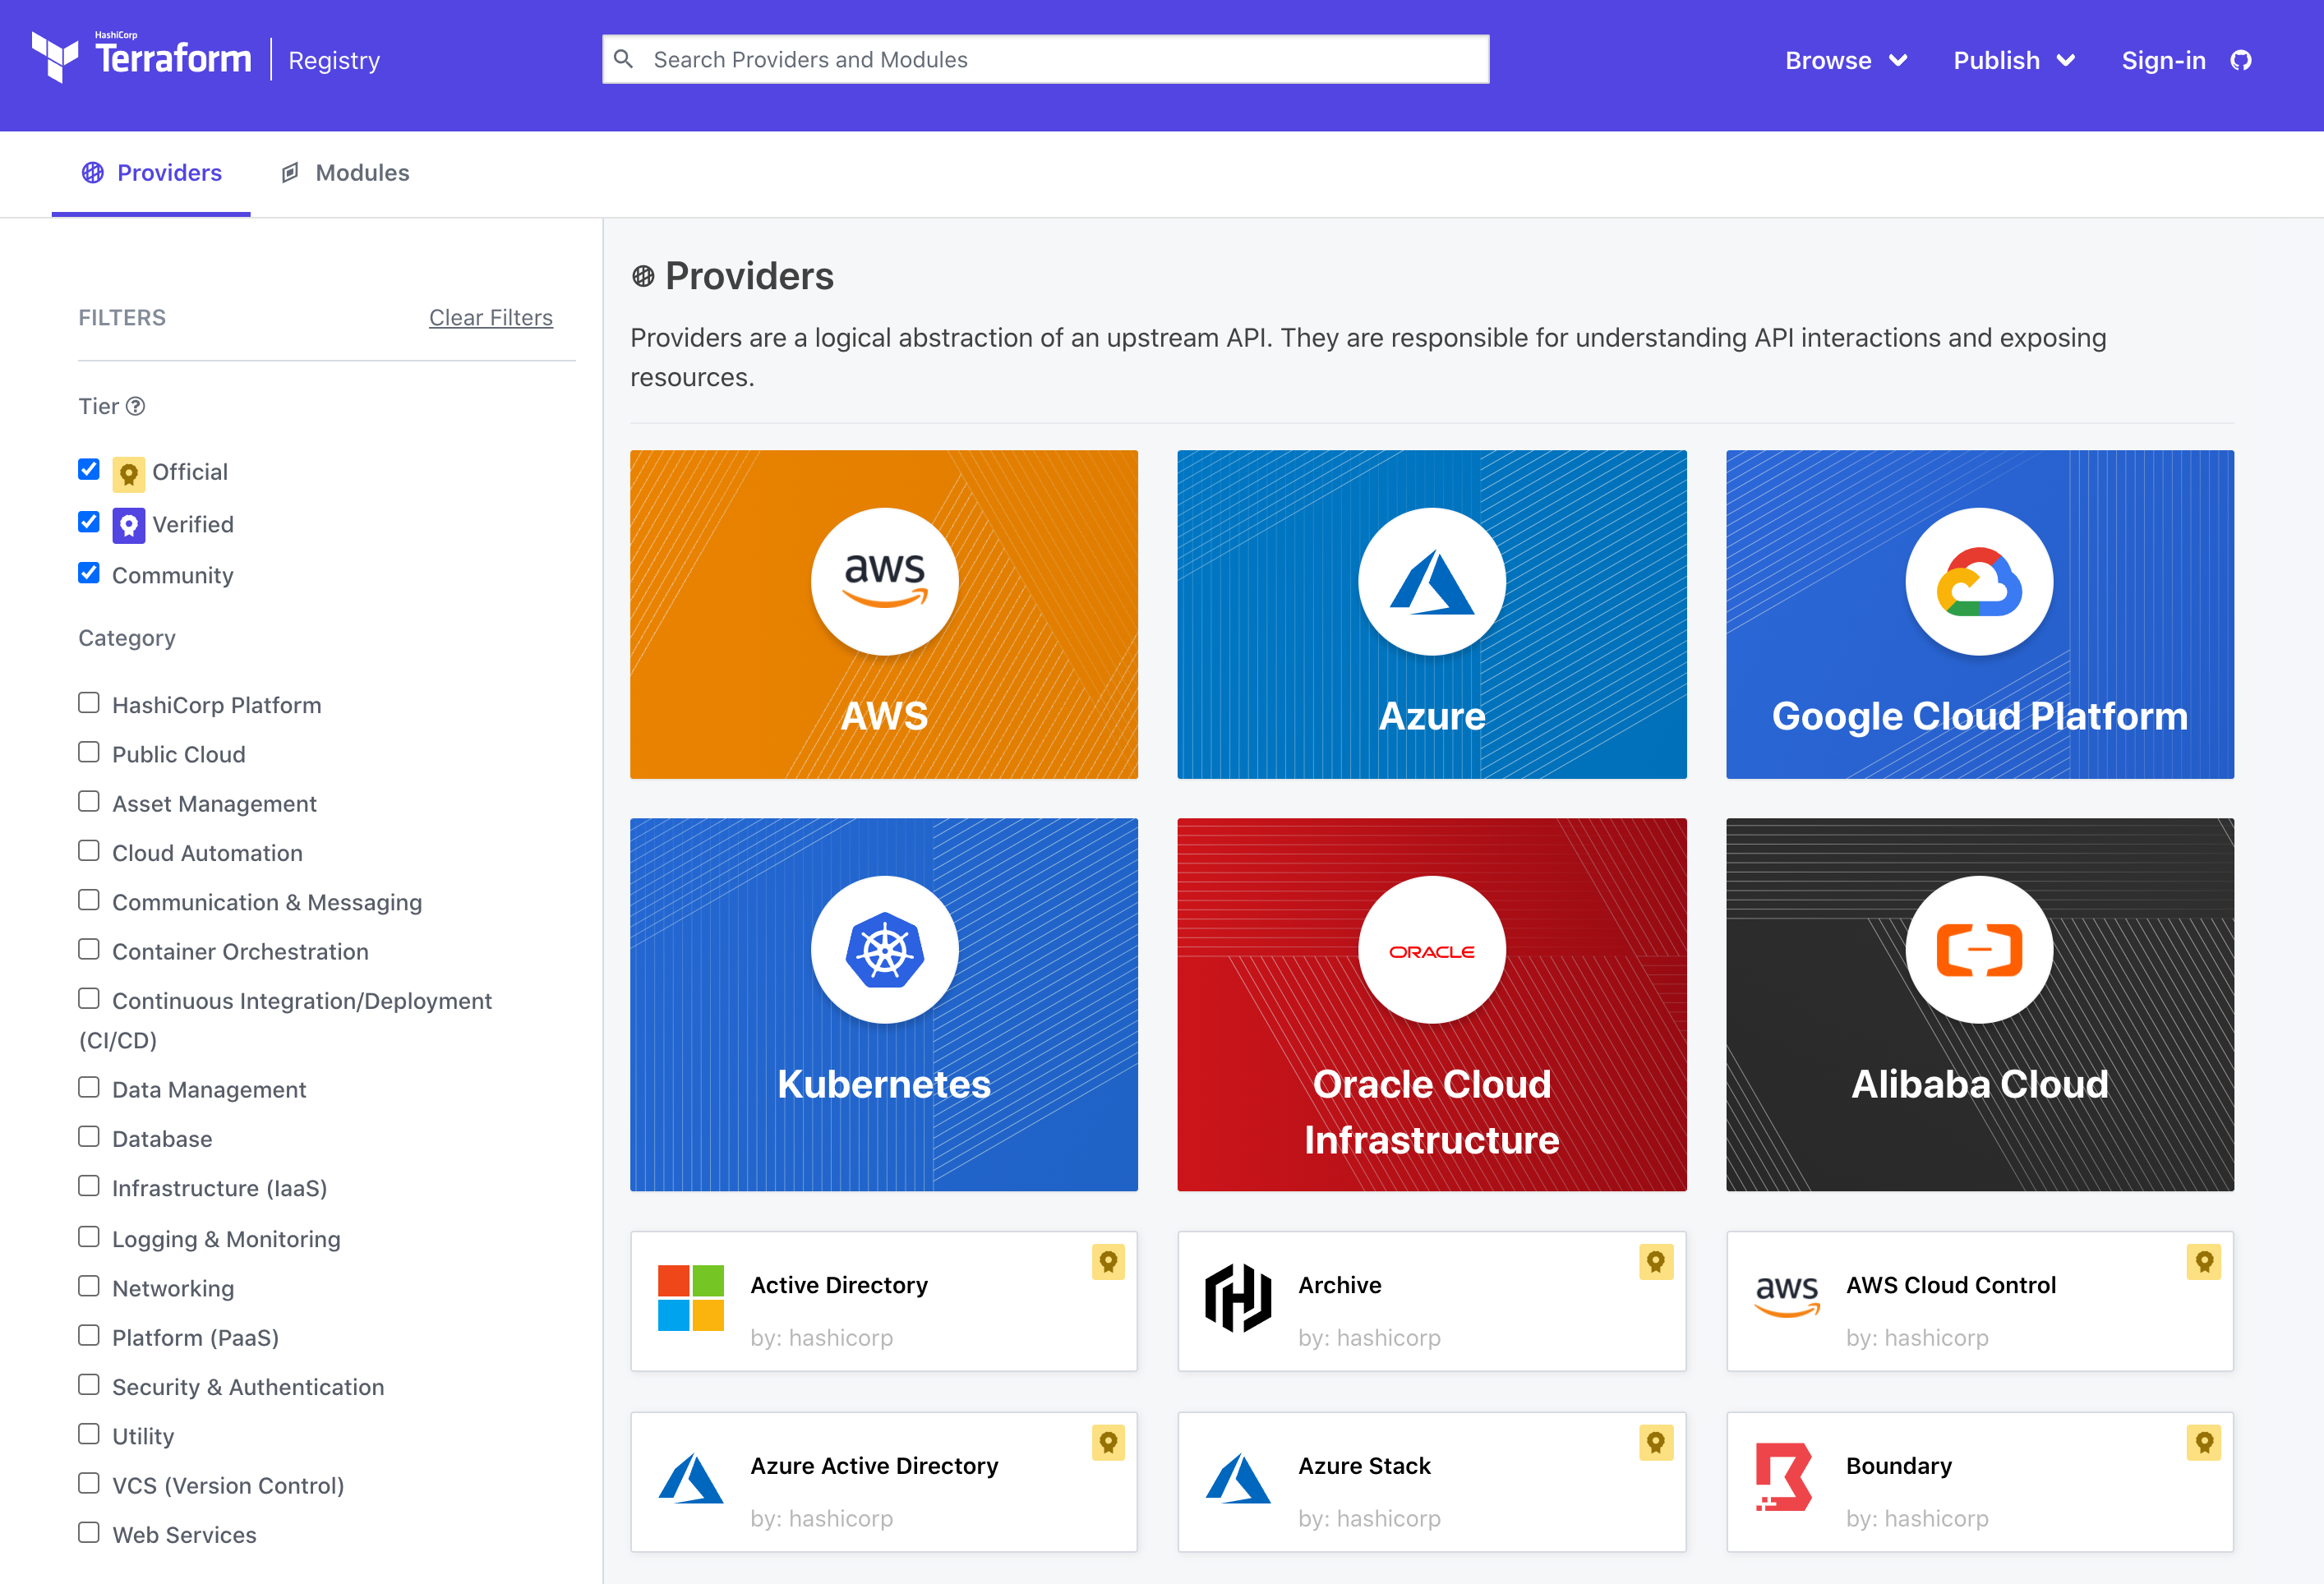 HashiCorp
Terraform
Registry
Search Providers and Modules
Browse
Publish
Sign-in
Providers
Modules
FILTERS
Clear Filters
Tier
Official
Verified
Community
Category
HashiCorp Platform
Public Cloud
Asset Management
Cloud Automation
Communication & Messaging
Container Orchestration
Continuous Integration/Deployment
(CI/CD)
Data Management
Database
Infrastructure (IaaS)
Logging & Monitoring
Networking
Platform (PaaS)
Security & Authentication
Utility
VCS (Version Control)
Web Services
Providers
Providers are a logical abstraction of an upstream API. They are responsible for understanding API interactions and exposing
resources.
aws
AWS
Azure
Google Cloud Platform
Kubernetes
ORACLE
Oracle Cloud
Infrastructure
Alibaba Cloud
Active Directory
by: hashicorp
Archive
by: hashicorp
aws
AWS Cloud Control
by: hashicorp
Azure Active Directory
by: hashicorp
Azure Stack
by: hashicorp
Boundary
by: hashicorp